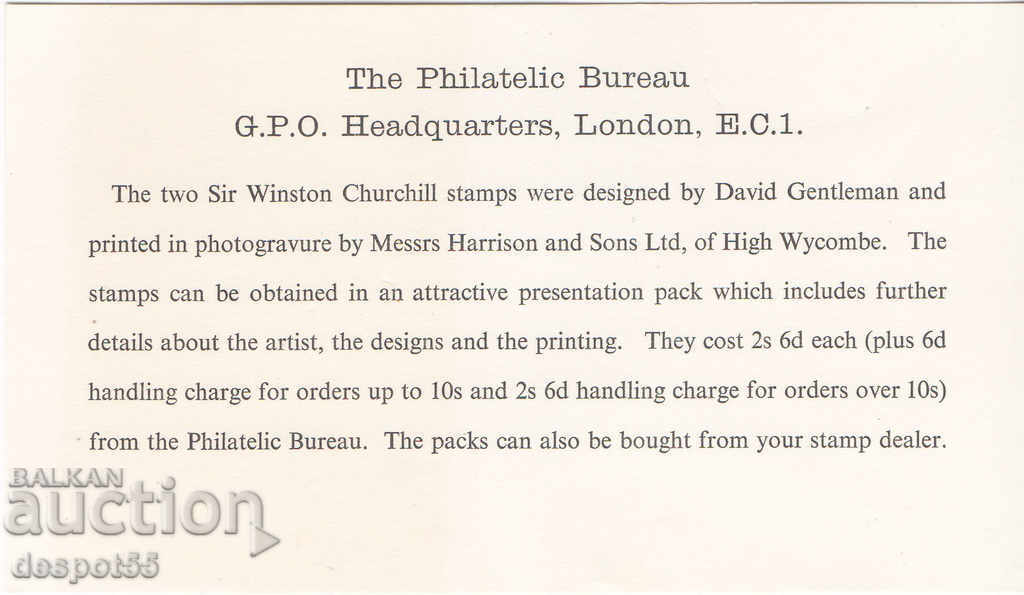 The Philatelic Bureau
G.P.O. Headquarters, London, E.C.1.
The two Sir Winston Churchill stamps were designed by David Gentleman and
printed in photogravure by Messrs Harrison and Sons Ltd, of High Wycombe. The
stamps can be obtained in an attractive presentation pack which includes further
details about the artist, the designs and the printing. They cost 2s 6d each (plus 6d
handling charge for orders up to 10s and 2s 6d handling charge for orders over 10s)
from the Philatelic Bureau. The packs can also be bought from your stamp dealer.
BALKAN
auction
despot55